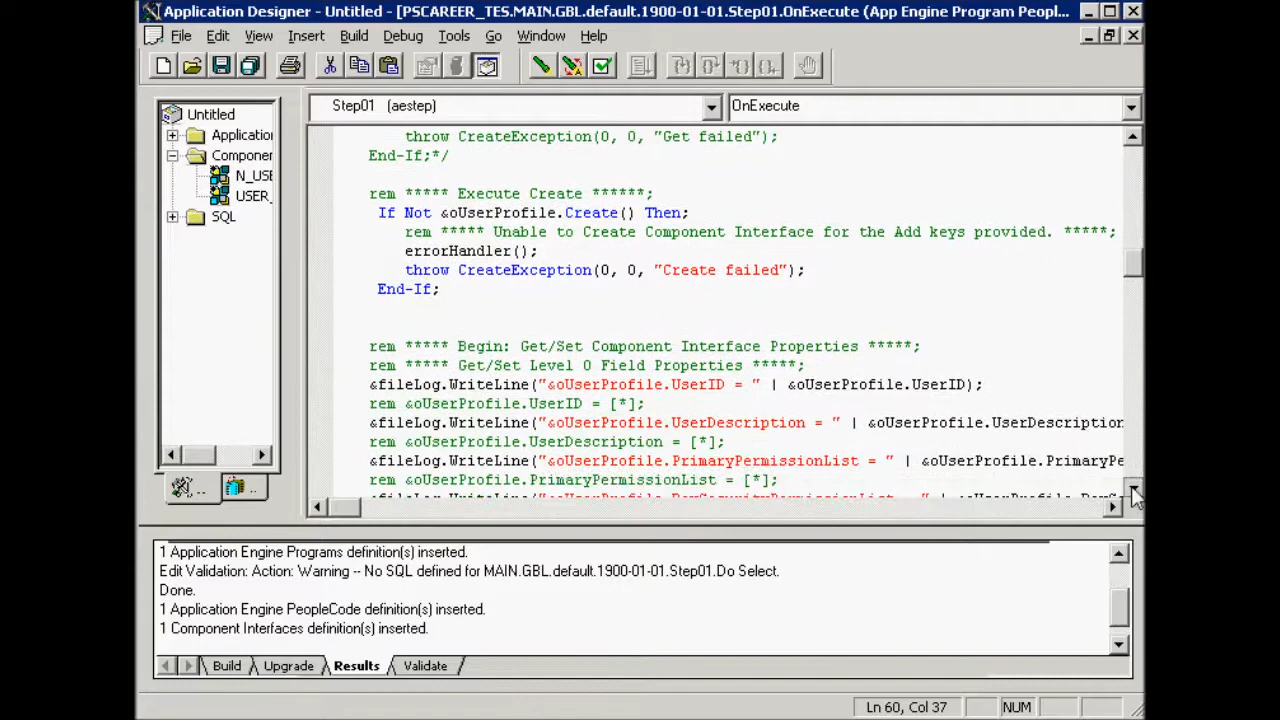 Application Designer - Untitled - [PSCAREER_TES.MAIN.GBL.default.1900-01-01.Step01.OnExecute (App Engine Program Peopl...
File Edit View Insert Build Debug Tools Go Window Help
Untitled
Application
Componer
N_USE
USER_
SQL
Step01 (aestep)
OnExecute
throw CreateException(0, 0, "Get failed");
End-If;*/
rem ***** Execute Create ******;
If Not &oUserProfile.Create() Then;
rem ***** Unable to Create Component Interface for the Add keys provided. *****;
errorHandler();
throw CreateException(0, 0, "Create failed");
End-If;
rem ***** Begin: Get/Set Component Interface Properties *****;
rem ***** Get/Set Level 0 Field Properties *****;
&fileLog.WriteLine("&oUserProfile.UserID = " | &oUserProfile.UserID);
rem &oUserProfile.UserID = [*];
&fileLog.WriteLine("&oUserProfile.UserDescription = " | &oUserProfile.UserDescription
rem &oUserProfile.UserDescription = [*];
&fileLog.WriteLine("&oUserProfile.PrimaryPermissionList = " | &oUserProfile.PrimaryPe
rem &oUserProfile.PrimaryPermissionList = [*];
1 Application Engine Programs definition(s) inserted.
Edit Validation: Action: Warning -- No SQL defined for MAIN.GBL.default.1900-01-01.Step01.Do Select.
Done.
1 Application Engine PeopleCode definition(s) inserted.
1 Component Interfaces definition(s) inserted.
Build Upgrade Results Validate
Ln 60, Col 37 NUM